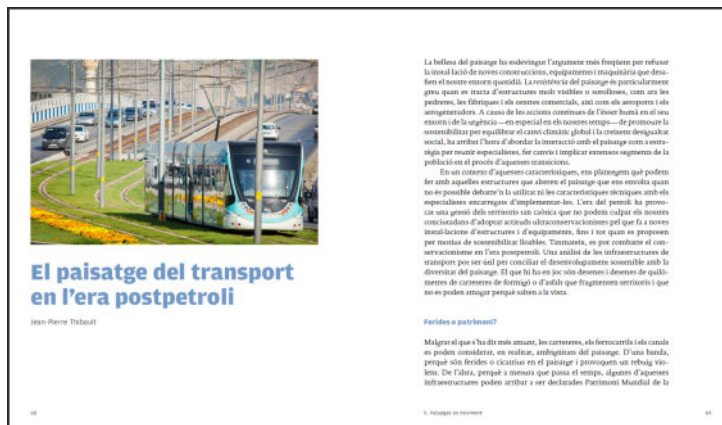 El paisatge del transport
en l'era postpetroli
Jean-Pierre Thibault
68
La bellesa del paisatge ha esdevingut l'argument més freqüent per refusar
la instal·lació de noves construccions, equipaments i maquinària que desa-
fien el nostre entorn quotidià. La resistència del paisatge és particularment
greu quan es tracta d'estructures molt visibles o sorolloses, com ara les
pedreres, les fàbriques i els centres comercials, així com els aeroports i els
aerogeneradors. A causa de les accions contínues de l'ésser humà en el seu
entorn i de la urgència —en especial en els nostres temps— de promoure la
sostenibilitat per equilibrar el canvi climàtic global i la creixent desigualtat
social, ha arribat l'hora d'abordar la interacció amb el paisatge com a estra-
tègia per reunir especialistes, fer canvis i implicar extensos segments de la
població en el procés d'aquestes transicions.
En un context d'aquestes característiques, ens plantegem què podem
fer amb aquelles estructures que alteren el paisatge que ens envolta quan
no és possible debatre'n la utilitat ni les característiques tècniques amb els
especialistes encarregats d'implementar-les. L'era del petroli ha provo-
cat una gestió dels territoris tan caòtica que no podem culpar els nostres
conciutadans d'adoptar actituds ultraconservacionistes pel que fa a noves
instal·lacions d'estructures i d'equipaments, fins i tot quan es proposen
per motius de sostenibilitat lloables. Tanmateix, es pot combatre el con-
servacionisme en l'era postpetroli. Una anàlisi de les infraestructures de
transport pot ser útil per conciliar el desenvolupament sostenible amb la
diversitat del paisatge. El que hi ha en joc són desenes i desenes de quilò-
metres de carreteres de formigó o d'asfalt que fragmenten territoris i que
no es poden amagar perquè salten a la vista.
Ferides o patrimoni?
Malgrat el que s'ha dit més amunt, les carreteres, els ferrocarrils i els canals
es poden considerar, en realitat, ambigüitats del paisatge. D'una banda,
perquè són ferides o cicatrius en el paisatge i provoquen un rebuig vio-
lent. De l'altra, perquè a mesura que passa el temps, algunes d'aquestes
infraestructures poden arribar a ser declarades Patrimoni Mundial de la
II. Paisatges en moviment
69